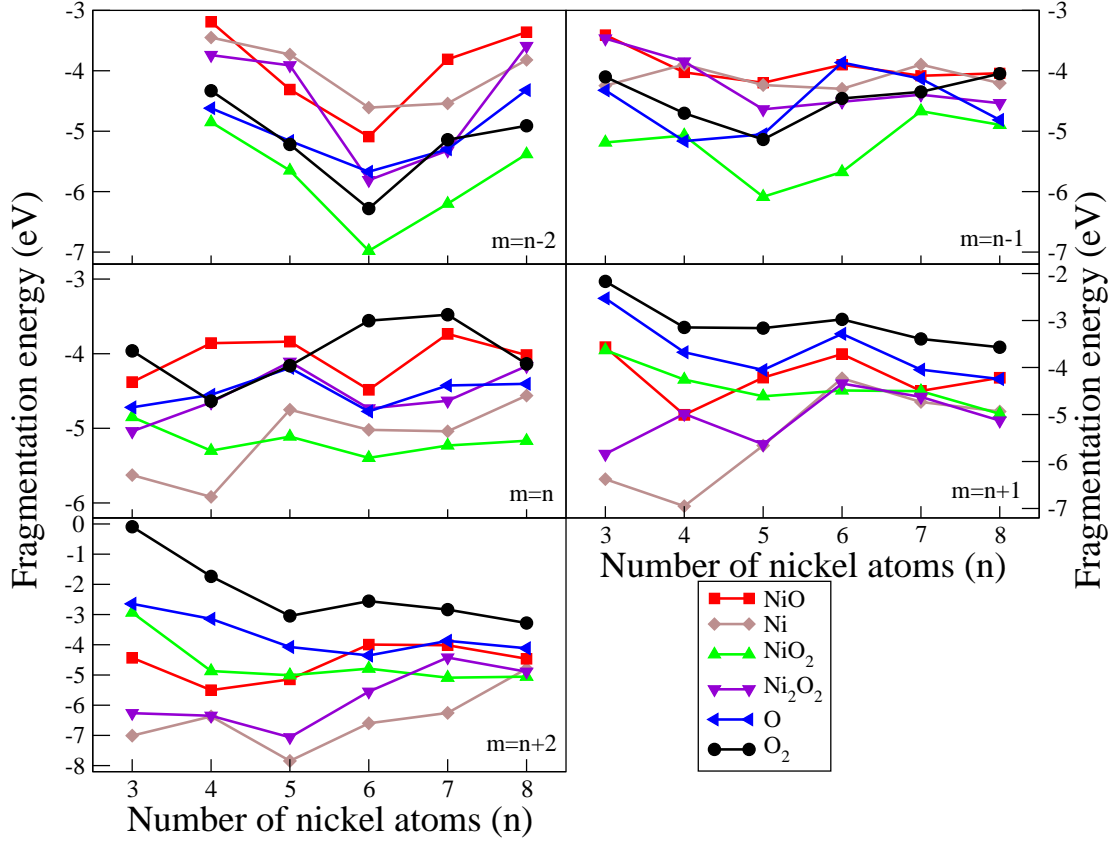 -3
-4
-5
-6
-7
m=n-2
-3
-4
-5
-6
-7
m=n-1
Fragmentation energy (eV)
Fragmentation energy (eV)
-3
-4
-5
-6
m=n
-2
-3
-4
-5
-6
-7
m=n+1
3 4 5 6 7 8
Number of nickel atoms (n)
0
-1
-2
-3
-4
-5
-6
-7
-8
m=n+2
3 4 5 6 7 8
Number of nickel atoms (n)
NiO
Ni
NiO₂
Ni₂O₂
O
O₂